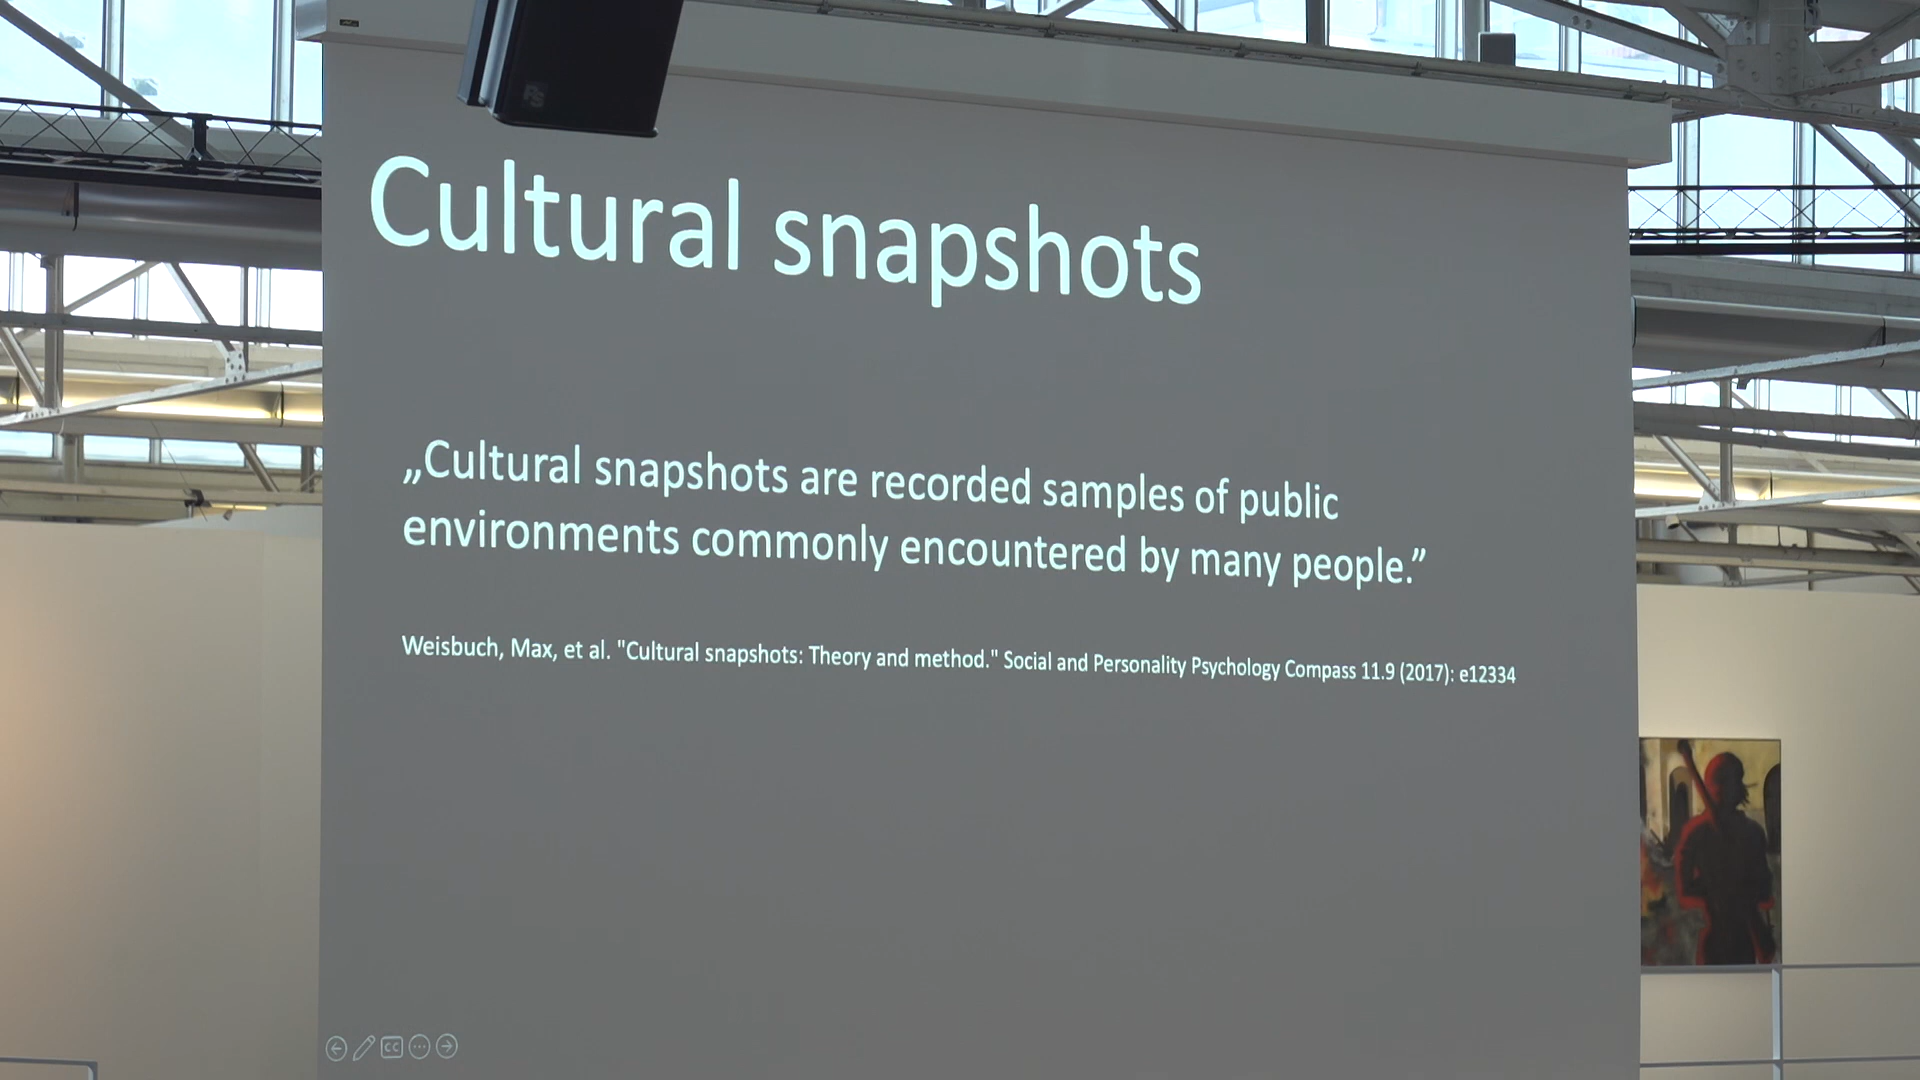 Cultural snapshots
„Cultural snapshots are recorded samples of public
environments commonly encountered by many people.”
Weisbuch, Max, et al. "Cultural snapshots: Theory and method." Social and Personality Psychology Compass 11.9 (2017): e12334
CC